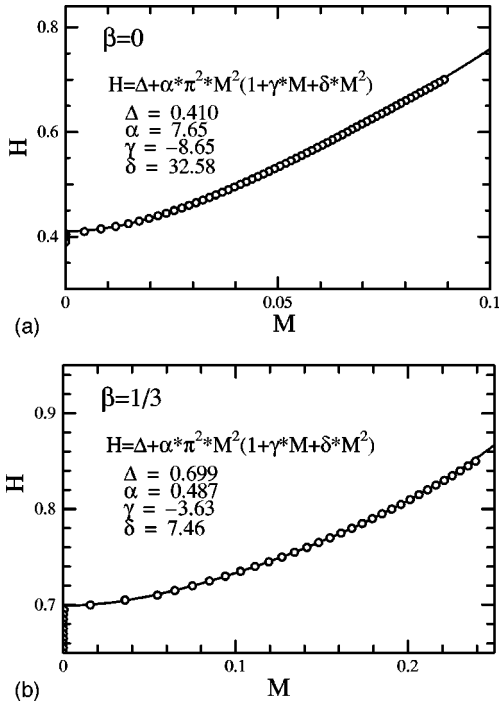 β=0
H=Δ+α*π²*M²(1+γ*M+δ*M²)
Δ = 0.410
α = 7.65
γ = −8.65
δ = 32.58
0.8
0.6
0.4
H
0
0.05
0.1
(a)
M
β=1/3
H=Δ+α*π²*M²(1+γ*M+δ*M²)
Δ = 0.699
α = 0.487
γ = −3.63
δ = 7.46
0.9
0.8
0.7
H
0
0.1
0.2
(b)
M